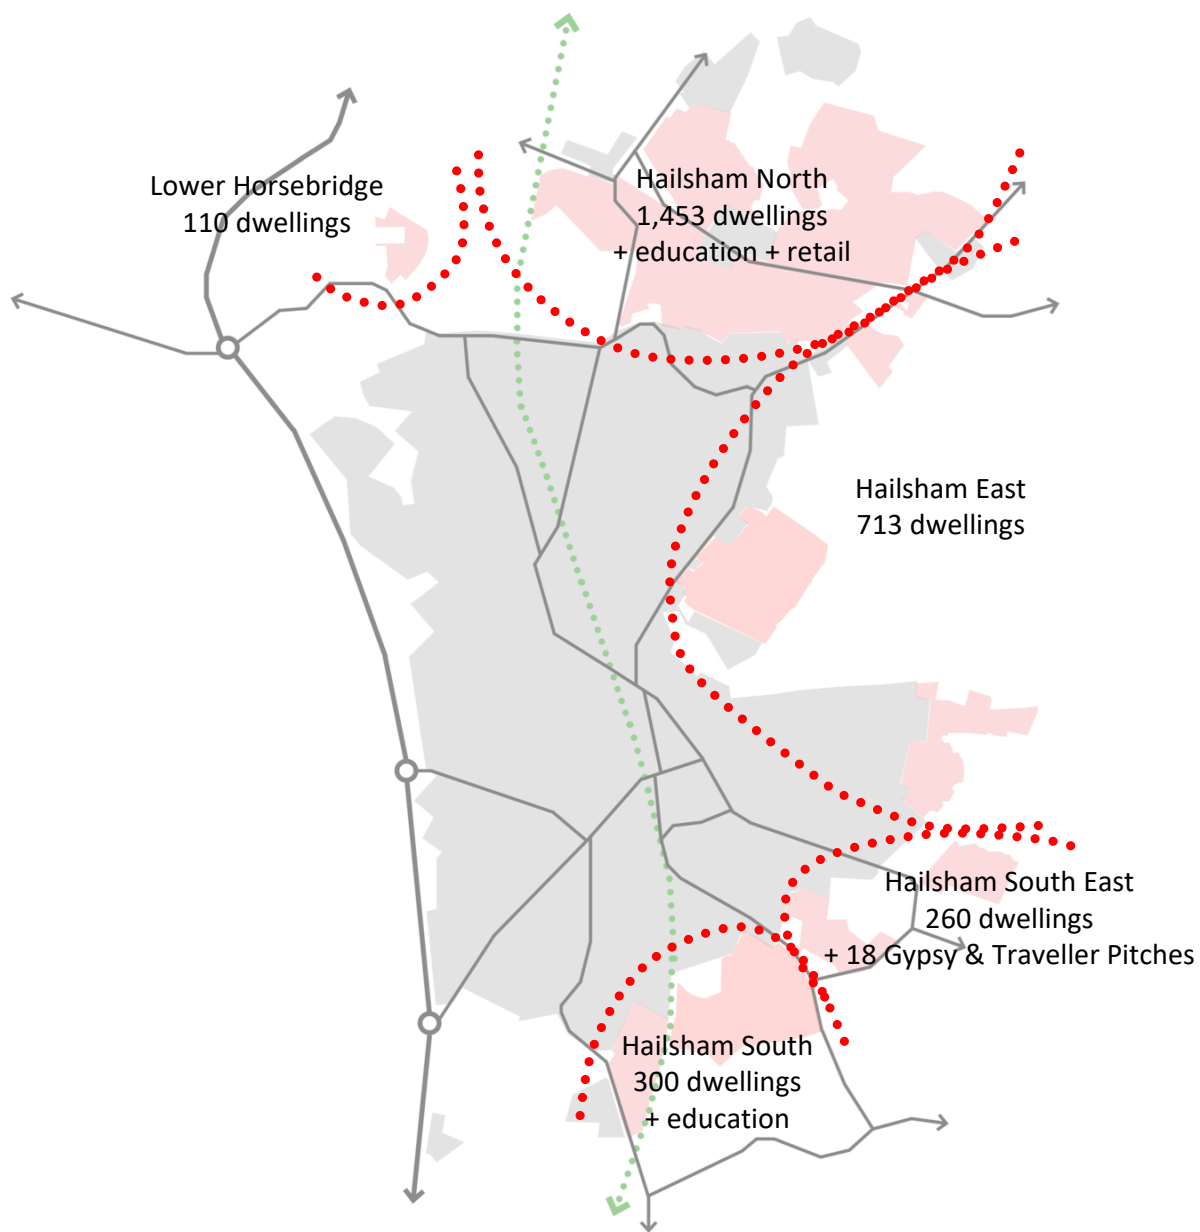 Lower Horsebridge
110 dwellings
Hailsham North
1,453 dwellings
+ education + retail
Hailsham East
713 dwellings
Hailsham South East
260 dwellings
+ 18 Gypsy & Traveller Pitches
Hailsham South
300 dwellings
+ education